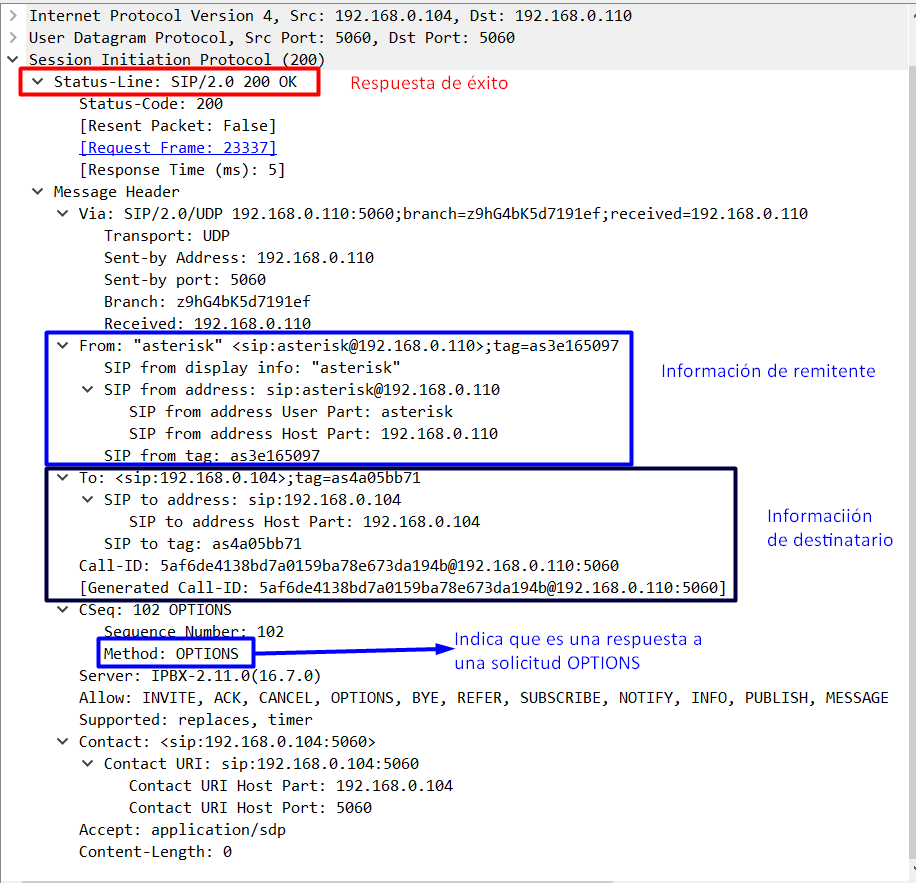 Internet Protocol Version 4, Src: 192.168.0.104, Dst: 192.168.0.110
User Datagram Protocol, Src Port: 5060, Dst Port: 5060
Session Initiation Protocol (200)
Status-Line: SIP/2.0 200 OK
Respuesta de éxito
Status-Code: 200
[Resent Packet: False]
[Request Frame: 23337]
[Response Time (ms): 5]
Message Header
Via: SIP/2.0/UDP 192.168.0.110:5060;branch=z9hG4bK5d7191ef;received=192.168.0.110
Transport: UDP
Sent-by Address: 192.168.0.110
Sent-by port: 5060
Branch: z9hG4bK5d7191ef
Received: 192.168.0.110
From: "asterisk" <sip:asterisk@192.168.0.110>;tag=as3e165097
SIP from display info: "asterisk"
SIP from address: sip:asterisk@192.168.0.110
SIP from address User Part: asterisk
SIP from address Host Part: 192.168.0.110
SIP from tag: as3e165097
Información de remitente
To: <sip:192.168.0.104>;tag=as4a05bb71
SIP to address: sip:192.168.0.104
SIP to address Host Part: 192.168.0.104
SIP to tag: as4a05bb71
Informaciión
de destinatario
Call-ID: 5af6de4138bd7a0159ba78e673da194b@192.168.0.110:5060
[Generated Call-ID: 5af6de4138bd7a0159ba78e673da194b@192.168.0.110:5060]
CSeq: 102 OPTIONS
Sequence Number: 102
Method: OPTIONS
Indica que es una respuesta a
una solicitud OPTIONS
Server: IPBX-2.11.0(16.7.0)
Allow: INVITE, ACK, CANCEL, OPTIONS, BYE, REFER, SUBSCRIBE, NOTIFY, INFO, PUBLISH, MESSAGE
Supported: replaces, timer
Contact: <sip:192.168.0.104:5060>
Contact URI: sip:192.168.0.104:5060
Contact URI Host Part: 192.168.0.104
Contact URI Host Port: 5060
Accept: application/sdp
Content-Length: 0